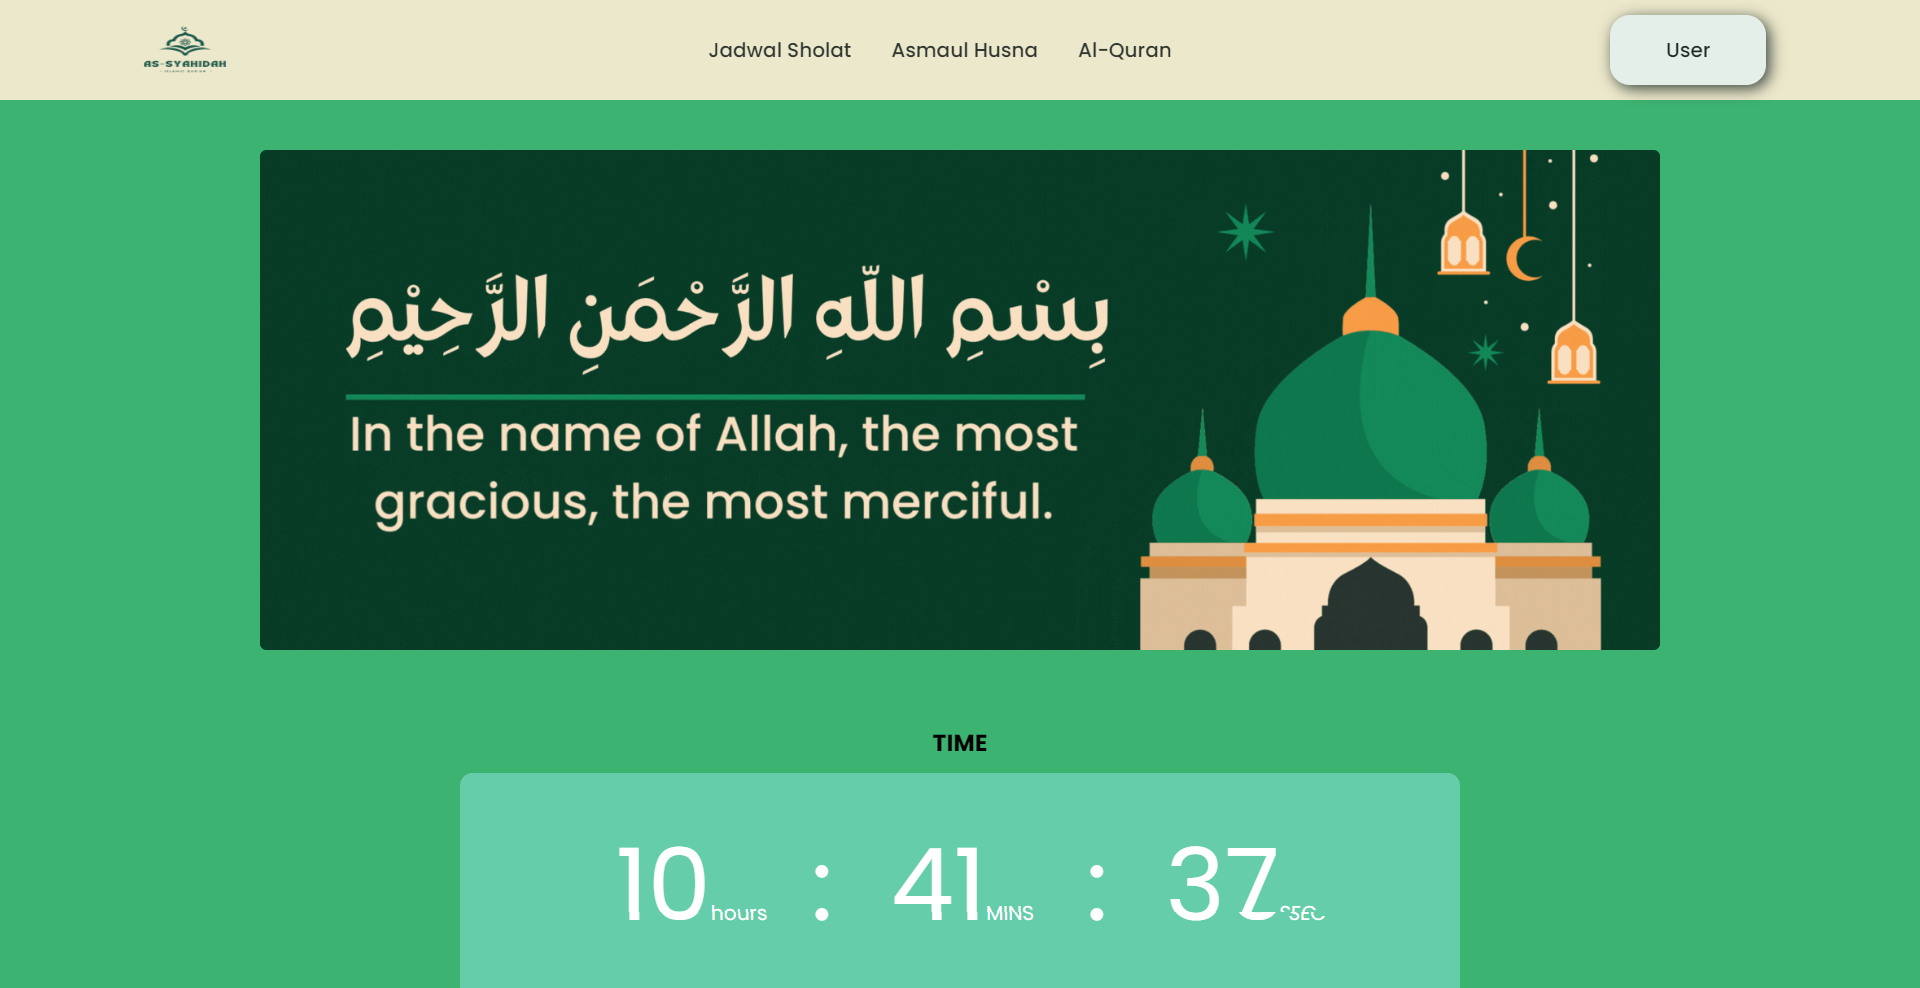 AS-SYAHIDAH
Jadwal Sholat Asmaul Husna Al-Quran
User
بِسْمِ اللّٰهِ الرَّحْمَنِ الرَّحِيْمِ
In the name of Allah, the most
gracious, the most merciful.
TIME
10 hours : 41 MINS : 37 SEC